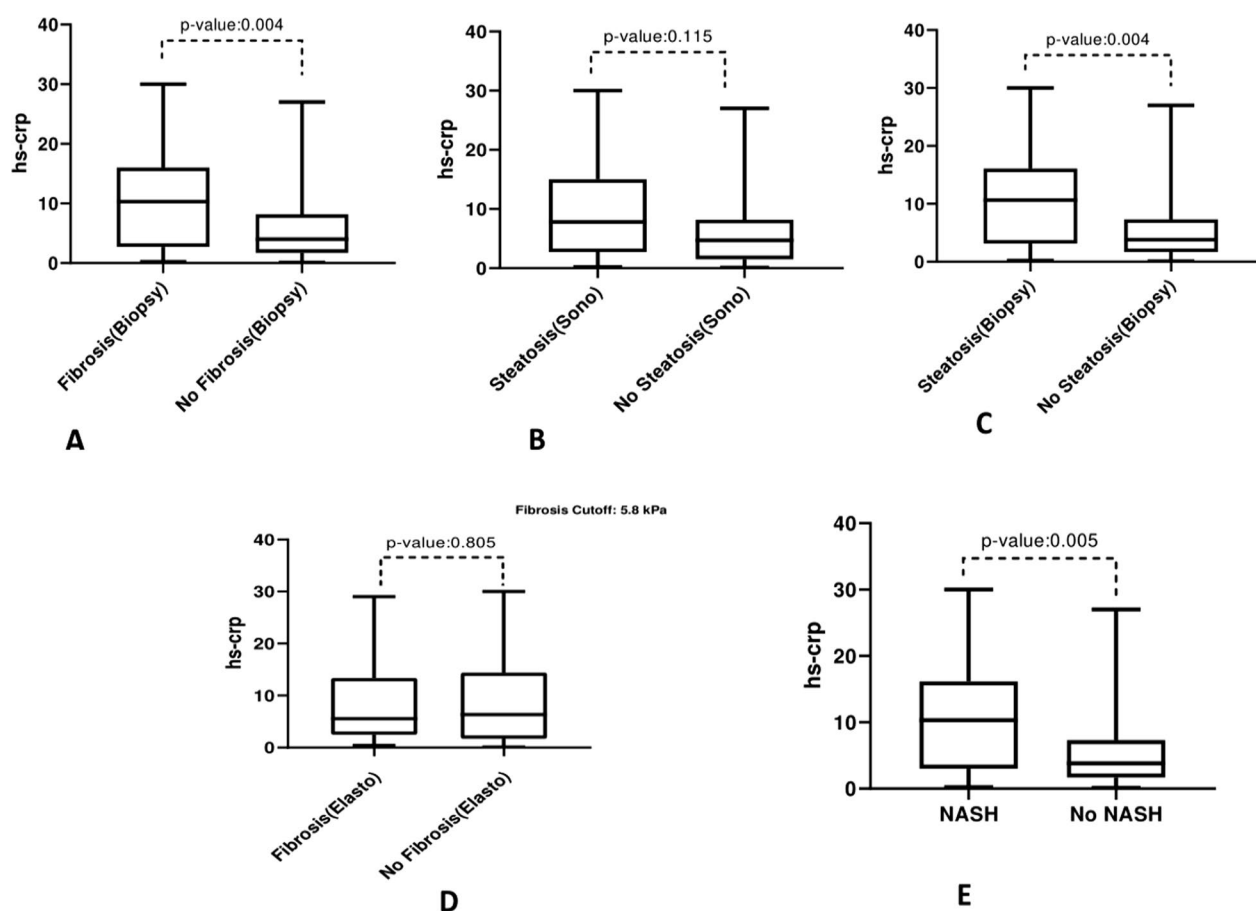 p-value:0.004
40
30
20
10
0
hs-crp
Fibrosis(Biopsy)
No Fibrosis(Biopsy)
A
p-value:0.115
40
30
20
10
0
hs-crp
Steatosis(Sono)
No Steatosis(Sono)
B
p-value:0.004
40
30
20
10
0
hs-crp
Steatosis(Biopsy)
No Steatosis(Biopsy)
C
Fibrosis Cutoff: 5.8 kPa
p-value:0.805
40
30
20
10
0
hs-crp
Fibrosis(Elasto)
No Fibrosis(Elasto)
D
p-value:0.005
40
30
20
10
0
hs-crp
NASH
No NASH
E